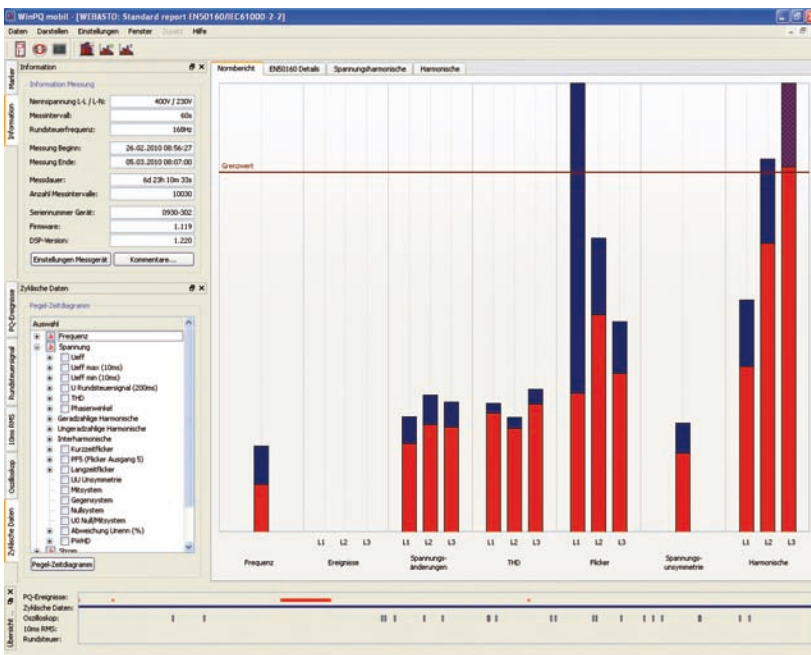 WinPQ mobil - [WEBASTO: Standard report EN50160/IEC61000-2-2]
Daten Darstellen Einstellungen Fenster Hilfe
Marker
Information
PQ-Ereignisse
Rundsteuersignal
10ms RMS
Oszilloskop
Zyklische Daten
Information
Information Messung
Nennspannung L-L / L-N: 400V / 230V
Messintervall: 60s
Rundsteuerfrequenz: 168Hz
Messung Beginn: 26.02.2010 08:56:27
Messung Ende: 05.03.2010 08:07:00
Messdauer: 6d 23h 10m 33s
Anzahl Messintervalle: 10030
Seriennummer Gerät: 0930-302
Firmware: 1.119
DSP-Version: 1.220
Einstellungen Messgerät Kommentare...
Zyklische Daten
Pegel-Zeitdiagramm
Auswahl
Frequenz
Spannung
Ueff
Ueff max (10ms)
Ueff min (10ms)
U Rundsteuersignal (200ms)
THD
Phasenwinkel
Geradzahlige Harmonische
Ungeradzahlige Harmonische
Interharmonische
Kurzzeitflicker
PF5 (Flicker Ausgang 5)
Langzeitflicker
UU Unsymmetrie
Mitsystem
Gegensystem
Nullsystem
U0 Null/Mitsystem
Abweichung Unenn (%)
PWHD
Strom
Pegel-Zeitdiagramm
Normbericht EN50160 Details Spannungsharmonische Harmonische
Grenzwert
L1 L2 L3 L1 L2 L3 L1 L2 L3 L1 L2 L3 L1 L2 L3
Frequenz Ereignisse Spannungs- THD Flicker Spannungs- Harmonische
änderungen unsymmetrie
Übersicht ...
PQ-Ereignisse:
Zyklische Daten:
Oszilloskop:
10ms RMS:
Rundsteuer: